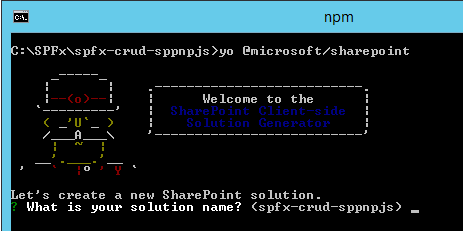 npm
C:\SPFx\spfx-crud-sppnpjs>yo @microsoft/sharepoint
Welcome to the
SharePoint Client-side
Solution Generator
Let's create a new SharePoint solution.
? What is your solution name? (spfx-crud-sppnpjs) _